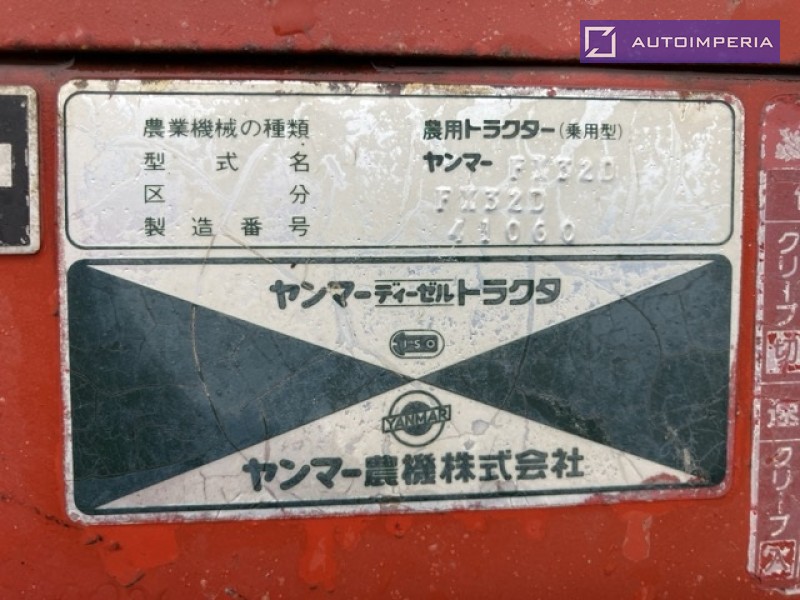 AUTOIMPERIA
農業機械の種類 農用トラクター(乗用型)
型式名 ヤンマー FX32D
区分 FX32D
製造番号 41060
ヤンマーディーゼルトラクタ
ISO
YANMAR
ヤンマー農機株式会社
クリープ
切
速
クリープ
入